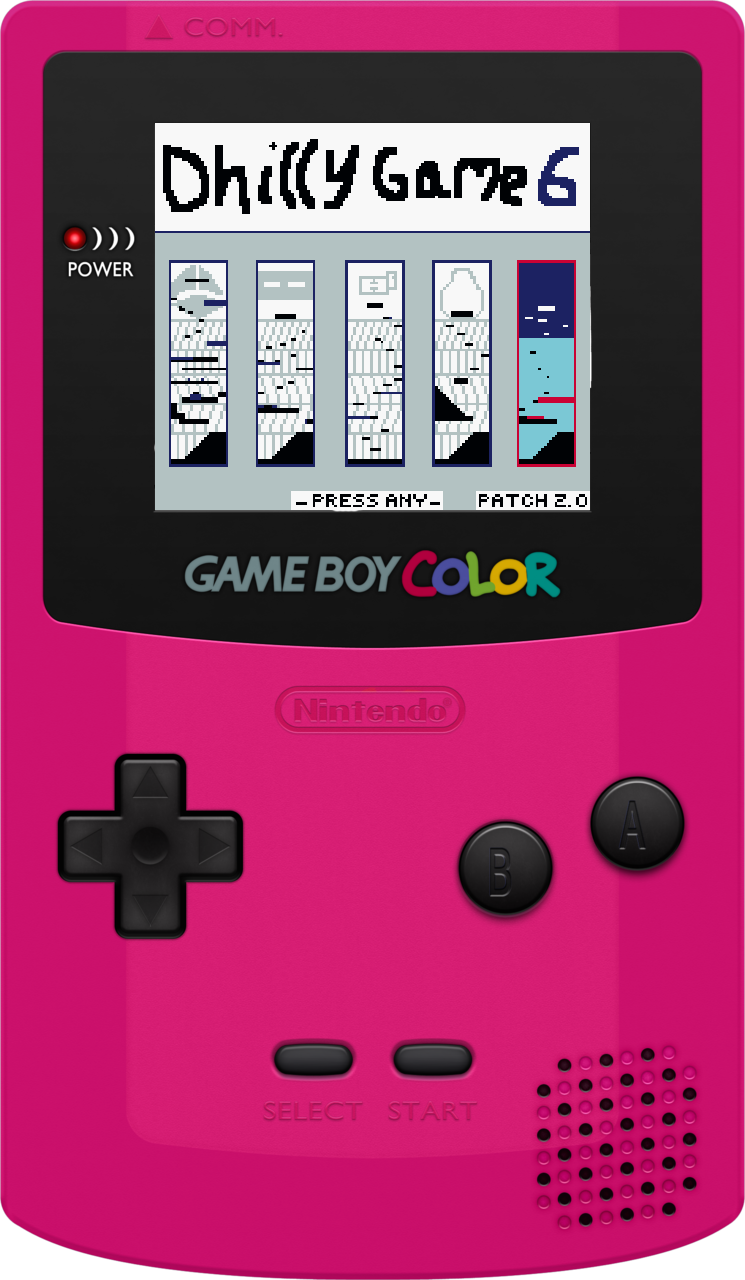 COMM.
Dhilly Game 6
POWER
-PRESS ANY-
PATCH 2.0
GAME BOY COLOR
Nintendo®
A
B
SELECT
START